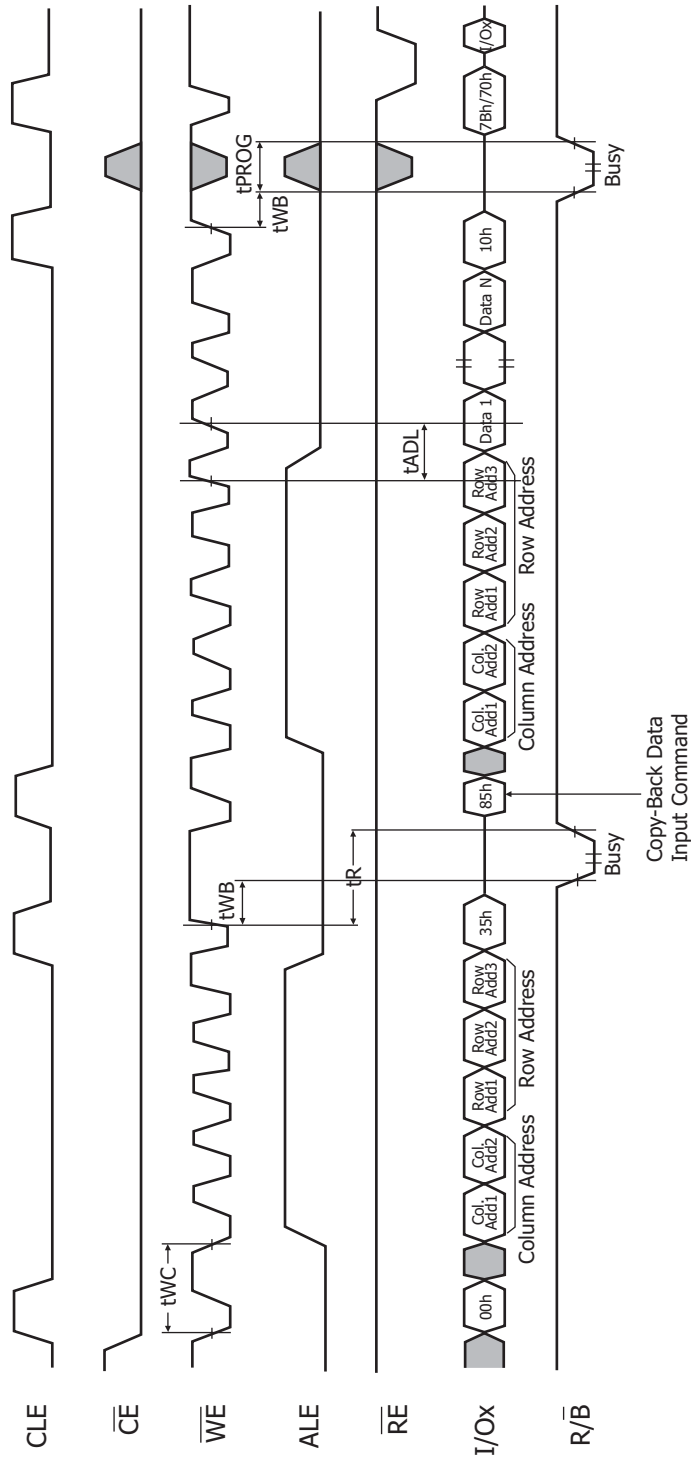 CLE
CE
WE
ALE
RE
I/Ox
R/B
tWC
tWB
tR
tADL
tWB
tPROG
00h
Col. Add1
Col. Add2
Row Add1
Row Add2
Row Add3
35h
85h
Col. Add1
Col. Add2
Row Add1
Row Add2
Row Add3
Data 1
Data N
10h
7Bh/70h
I/Ox
Column Address
Row Address
Column Address
Row Address
Busy
Busy
Copy-Back Data
Input Command